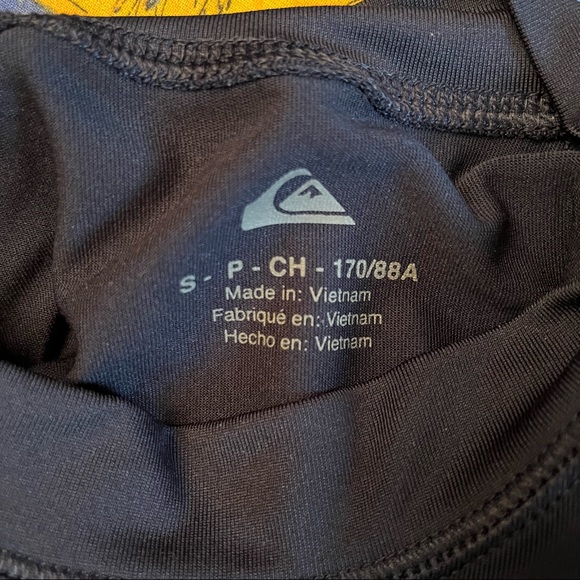 S - P - CH - 170/88A
Made in: Vietnam
Fabriqué en: Vietnam
Hecho en: Vietnam